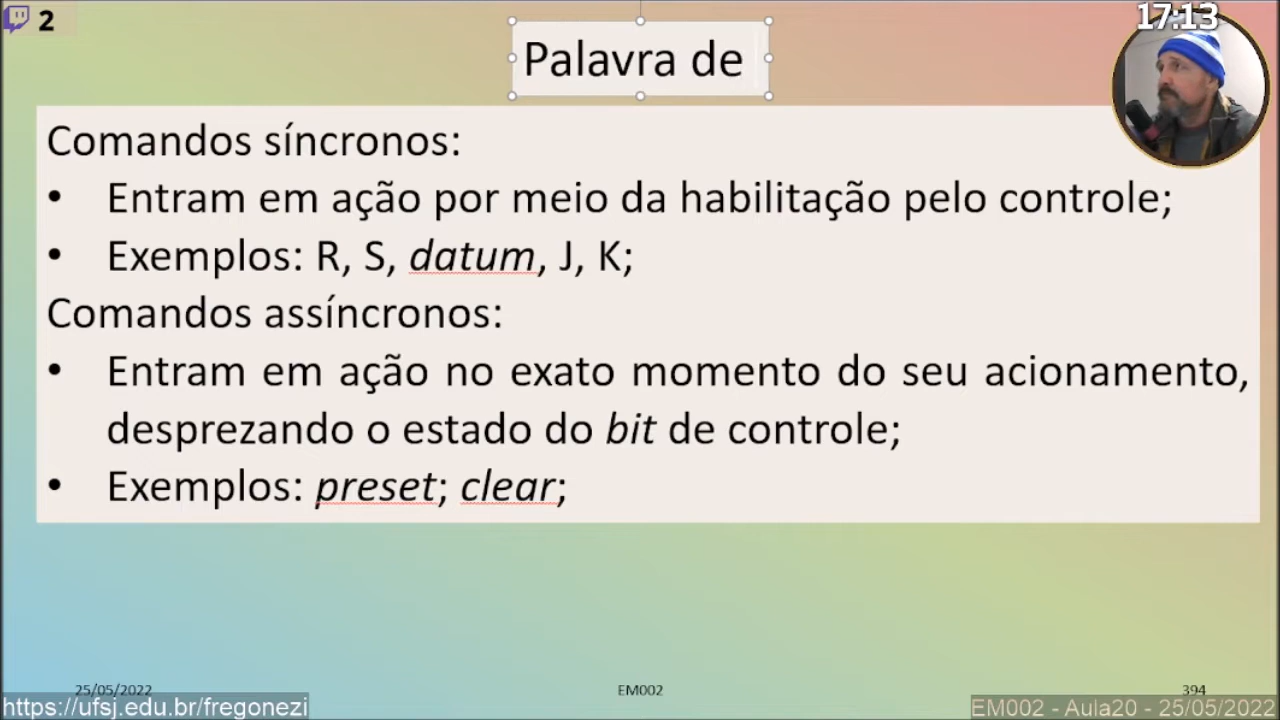 2
17:13
Palavra de
Comandos síncronos:
• Entram em ação por meio da habilitação pelo controle;
• Exemplos: R, S, datum, J, K;
Comandos assíncronos:
• Entram em ação no exato momento do seu acionamento,
desprezando o estado do bit de controle;
• Exemplos: preset; clear;
25/05/2022
EM002
394
https://ufsj.edu.br/fregonezi
EM002 - Aula20 - 25/05/2022